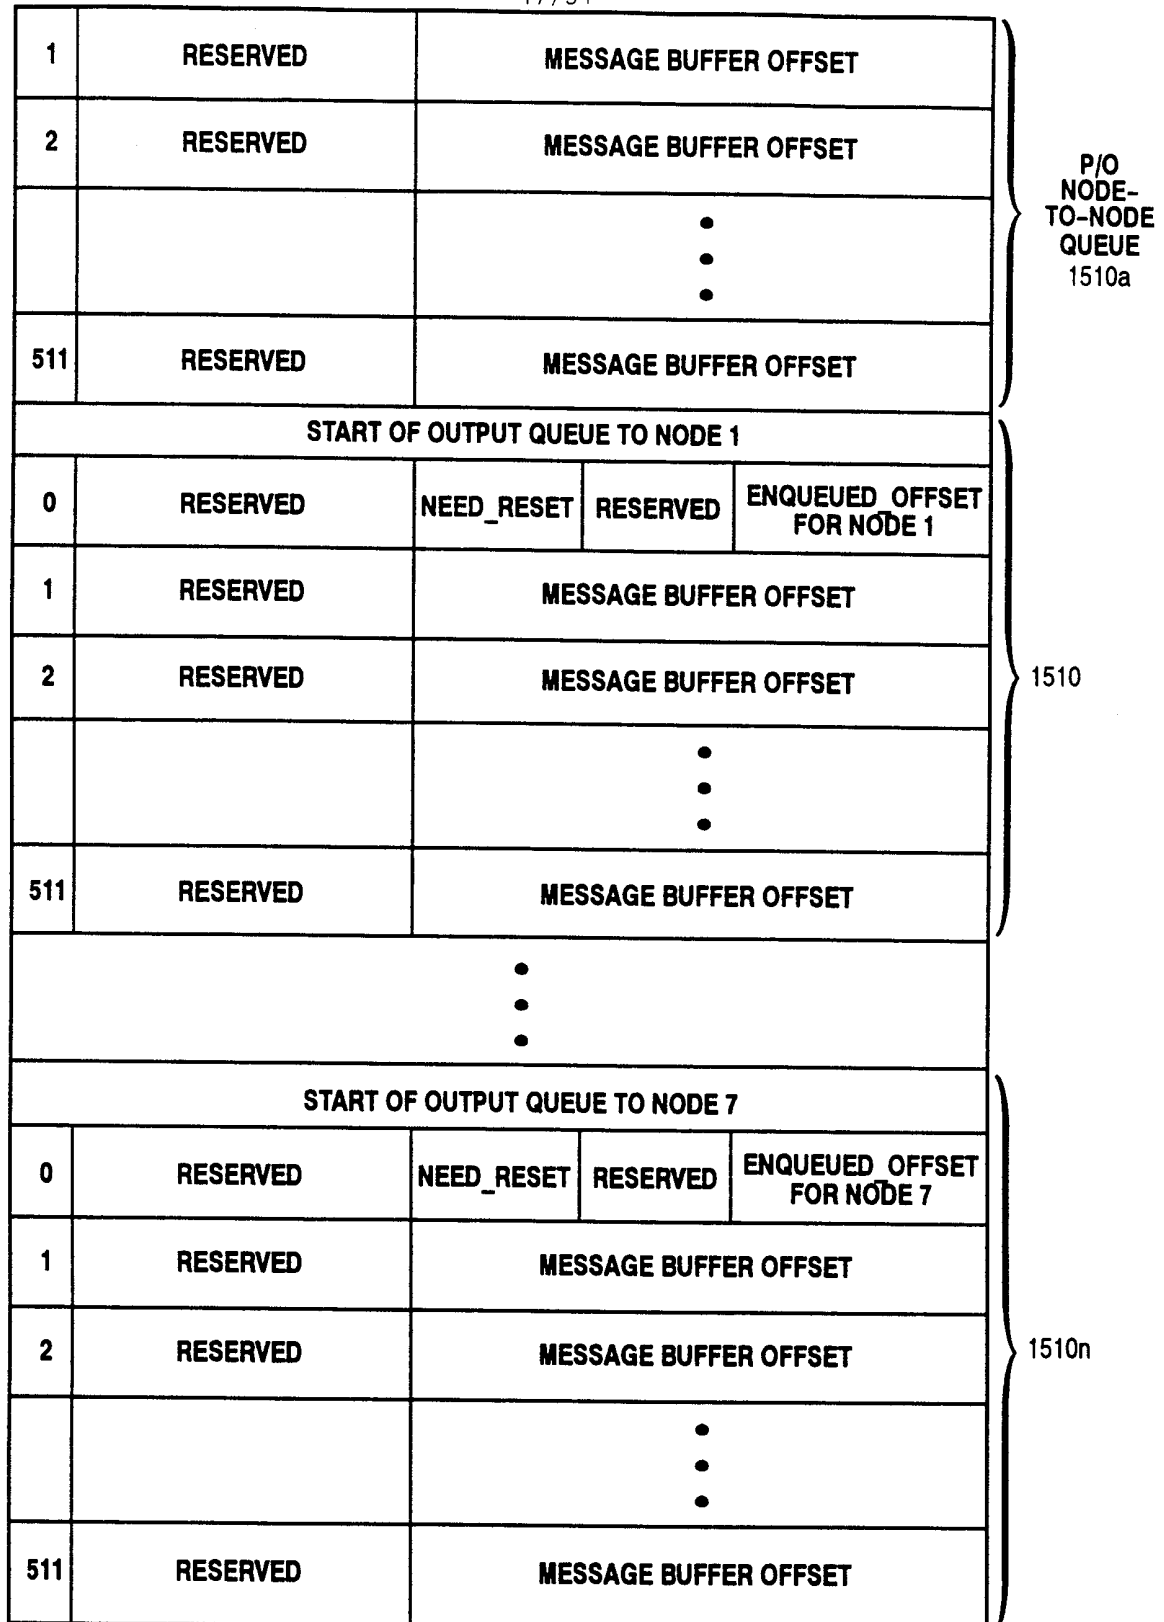 1 RESERVED MESSAGE BUFFER OFFSET
2 RESERVED MESSAGE BUFFER OFFSET
P/O
NODE-
TO-NODE
QUEUE
1510a
511 RESERVED MESSAGE BUFFER OFFSET
START OF OUTPUT QUEUE TO NODE 1
0 RESERVED NEED_RESET RESERVED ENQUEUED_OFFSET
FOR NODE 1
1 RESERVED MESSAGE BUFFER OFFSET
2 RESERVED MESSAGE BUFFER OFFSET
1510
511 RESERVED MESSAGE BUFFER OFFSET
START OF OUTPUT QUEUE TO NODE 7
0 RESERVED NEED_RESET RESERVED ENQUEUED_OFFSET
FOR NODE 7
1 RESERVED MESSAGE BUFFER OFFSET
2 RESERVED MESSAGE BUFFER OFFSET
1510n
511 RESERVED MESSAGE BUFFER OFFSET